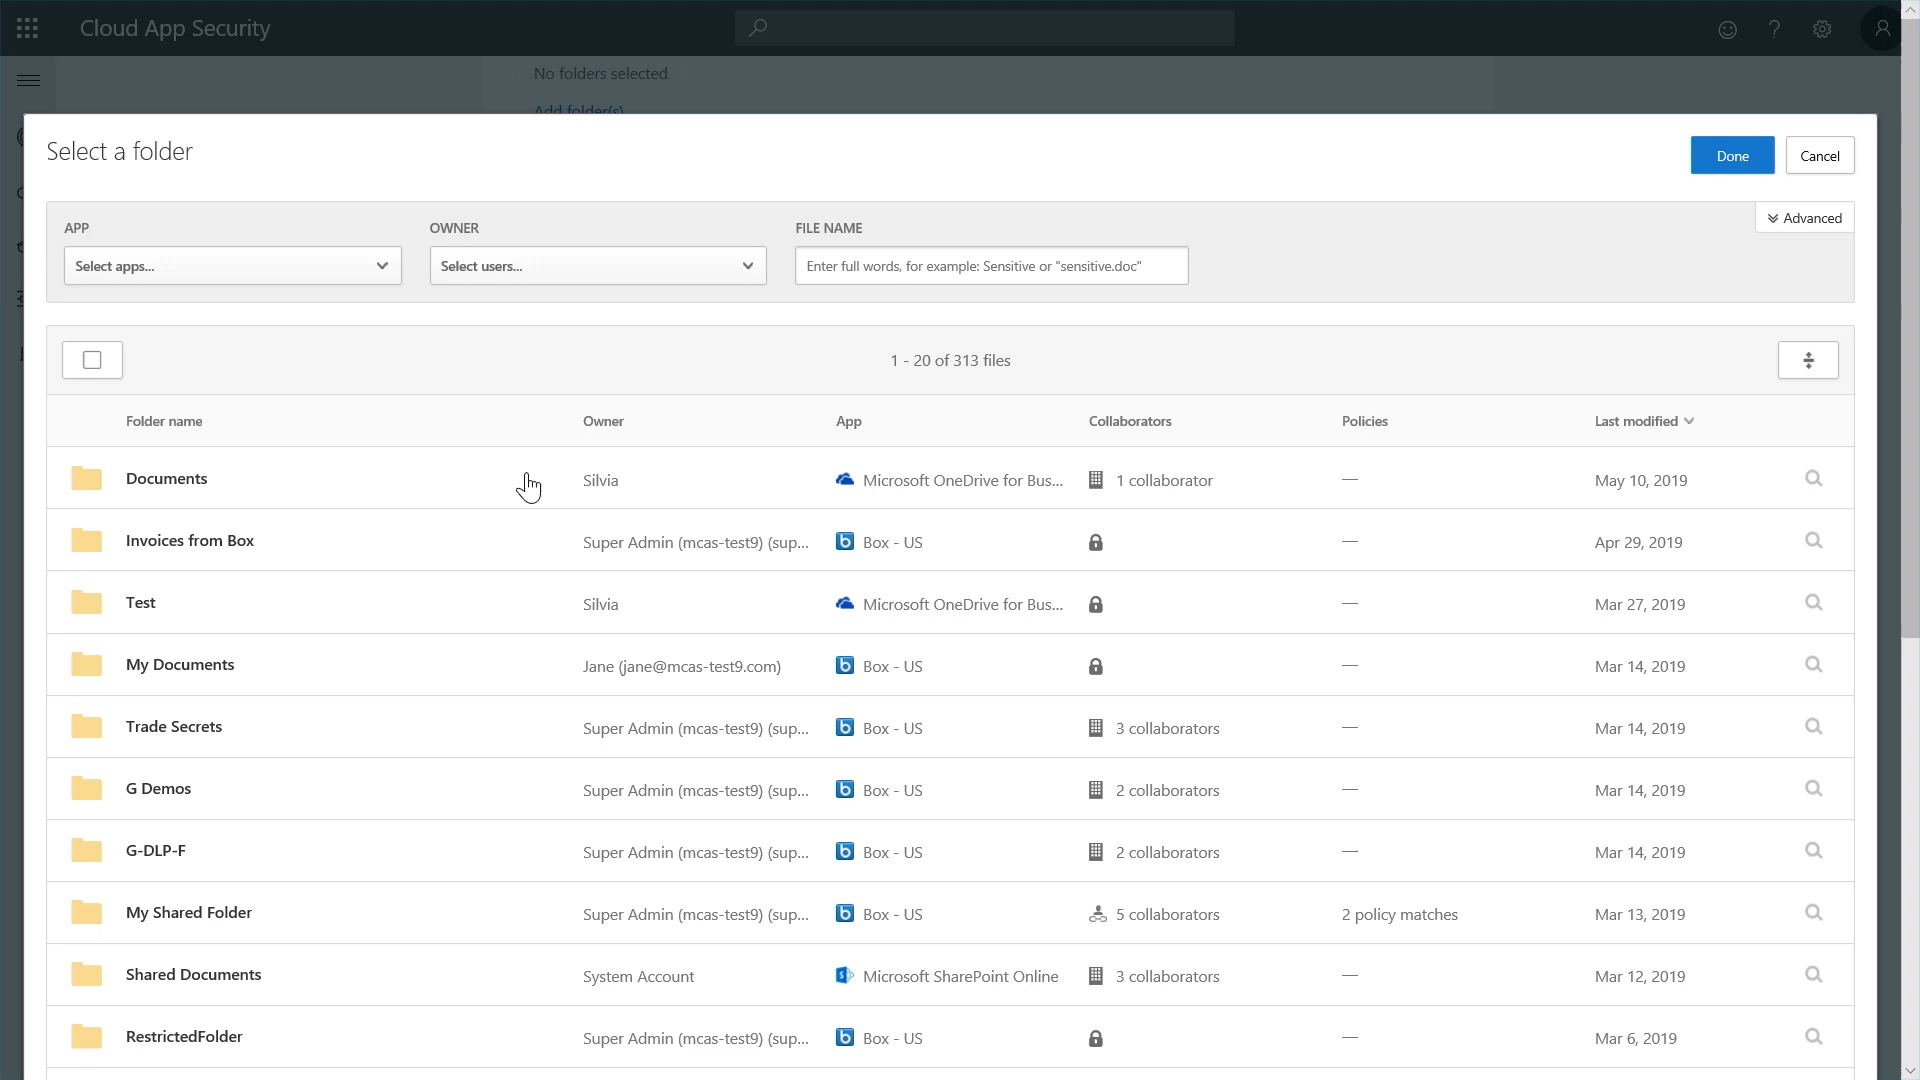 Cloud App Security
?
No folders selected
Add folder(s)
Select a folder
Done
Cancel
Advanced
APP
OWNER
FILE NAME
Select apps...
Select users...
Enter full words, for example: Sensitive or "sensitive.doc"
1 - 20 of 313 files
Folder name Owner App Collaborators Policies Last modified
Documents Silvia Microsoft OneDrive for Bus... 1 collaborator — May 10, 2019
Invoices from Box Super Admin (mcas-test9) (sup... Box - US — Apr 29, 2019
Test Silvia Microsoft OneDrive for Bus... — Mar 27, 2019
My Documents Jane (jane@mcas-test9.com) Box - US — Mar 14, 2019
Trade Secrets Super Admin (mcas-test9) (sup... Box - US 3 collaborators — Mar 14, 2019
G Demos Super Admin (mcas-test9) (sup... Box - US 2 collaborators — Mar 14, 2019
G-DLP-F Super Admin (mcas-test9) (sup... Box - US 2 collaborators — Mar 14, 2019
My Shared Folder Super Admin (mcas-test9) (sup... Box - US 5 collaborators 2 policy matches Mar 13, 2019
Shared Documents System Account Microsoft SharePoint Online 3 collaborators — Mar 12, 2019
RestrictedFolder Super Admin (mcas-test9) (sup... Box - US — Mar 6, 2019